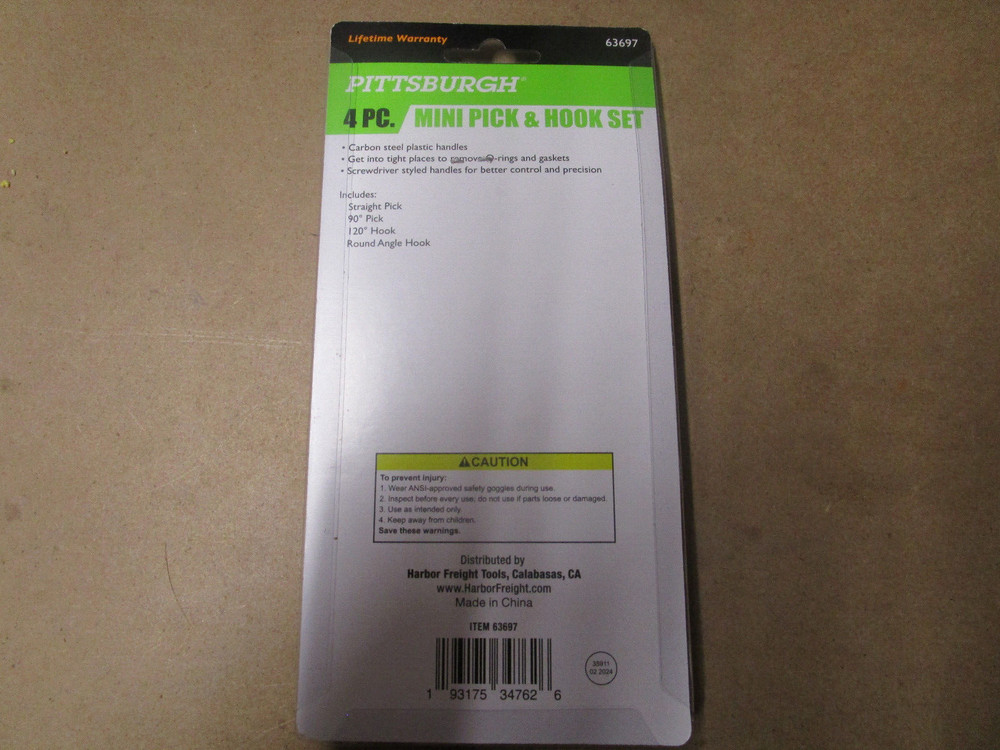 Lifetime Warranty
63697
PITTSBURGH®
4 PC. MINI PICK & HOOK SET
• Carbon steel plastic handles
• Get into tight places to -rings and gaskets
• Screwdriver styled handles for better control and precision
Includes:
Straight Pick
90° Pick
120° Hook
Round Angle Hook
⚠CAUTION
To prevent injury:
1. Wear ANSI-approved safety goggles during use.
2. Inspect before every use; do not use if parts loose or damaged.
3. Use as intended only.
4. Keep away from children.
Save these warnings.
Distributed by
Harbor Freight Tools, Calabasas, CA
www.HarborFreight.com
Made in China
ITEM 63697
38911
02 2024
1 93175 34762 6